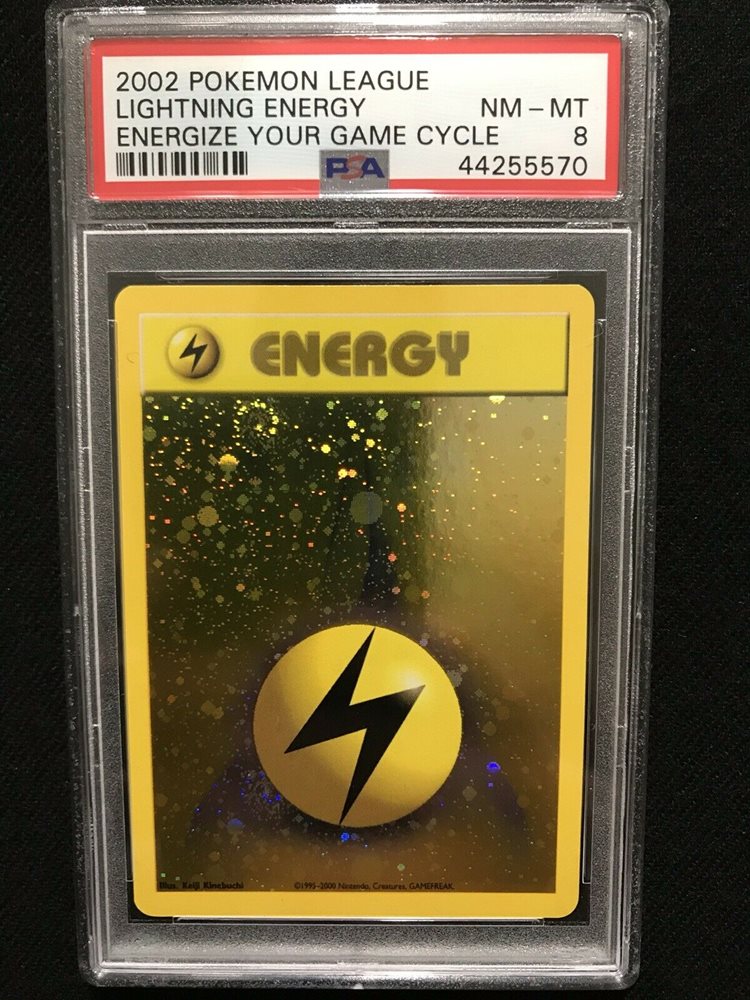 2002 POKEMON LEAGUE
LIGHTNING ENERGY NM - MT
ENERGIZE YOUR GAME CYCLE 8
PSA 44255570
ENERGY
Illus. Keiji Kinebuchi ©1995-2000 Nintendo, Creatures, GAMEFREAK.